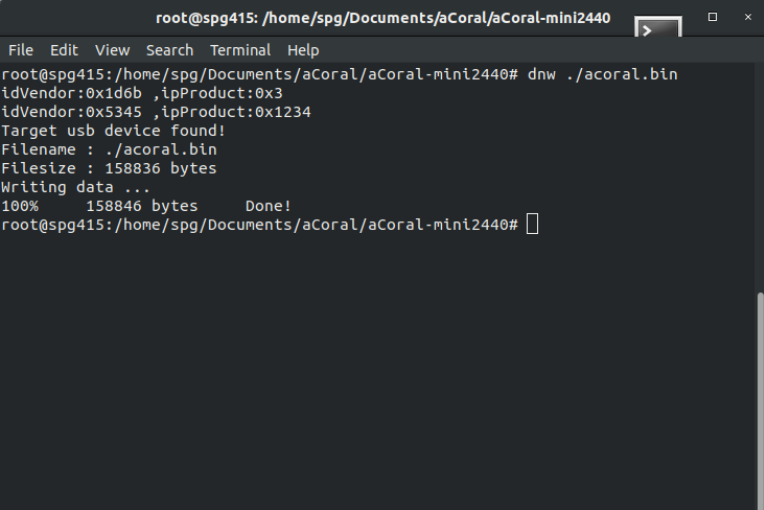 root@spg415: /home/spg/Documents/aCoral/aCoral-mini2440
File Edit View Search Terminal Help
root@spg415:/home/spg/Documents/aCoral/aCoral-mini2440# dnw ./acoral.bin
idVendor:0x1d6b ,ipProduct:0x3
idVendor:0x5345 ,ipProduct:0x1234
Target usb device found!
Filename : ./acoral.bin
Filesize : 158836 bytes
Writing data ...
100%     158846 bytes     Done!
root@spg415:/home/spg/Documents/aCoral/aCoral-mini2440#